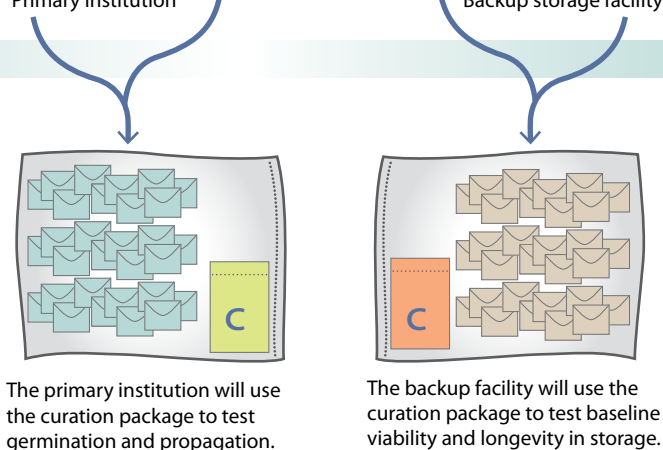 Primary institution
Backup storage facility
C
C
The primary institution will use
the curation package to test
germination and propagation.
The backup facility will use the
curation package to test baseline
viability and longevity in storage.